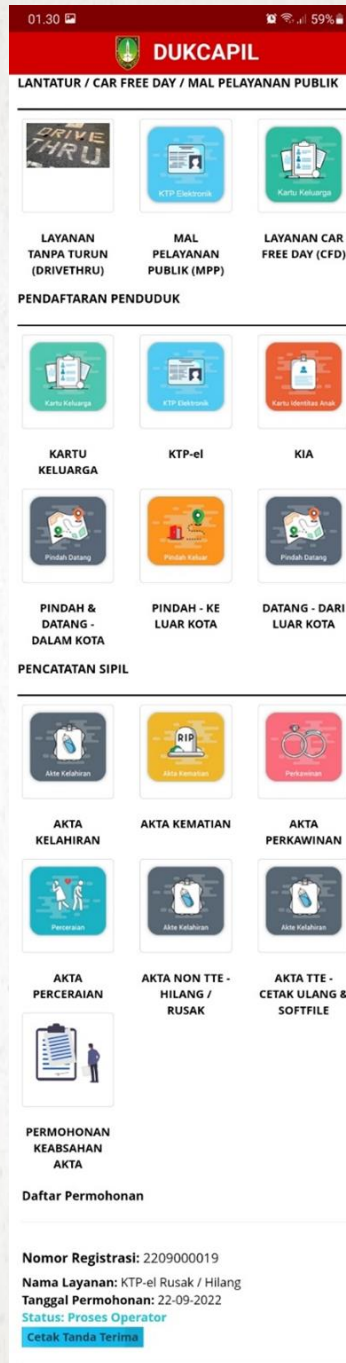 01.30
59%
DUKCAPIL
LANTATUR / CAR FREE DAY / MAL PELAYANAN PUBLIK
DRIVE
THRU
KTP Elektronik
Kartu Keluarga
LAYANAN
TANPA TURUN
(DRIVETHRU)
MAL
PELAYANAN
PUBLIK (MPP)
LAYANAN CAR
FREE DAY (CFD)
PENDAFTARAN PENDUDUK
Kartu Keluarga
KTP Elektronik
Kartu Identitas Anak
KARTU
KELUARGA
KTP-el
KIA
Pindah Datang
Pindah Keluar
Pindah Datang
PINDAH &
DATANG -
DALAM KOTA
PINDAH - KE
LUAR KOTA
DATANG - DARI
LUAR KOTA
PENCATATAN SIPIL
Akte Kelahiran
RIP
Akta Kematian
Perkawinan
AKTA
KELAHIRAN
AKTA KEMATIAN
AKTA
PERKAWINAN
Perceraian
Akte Kelahiran
Akte Kelahiran
AKTA
PERCERAIAN
AKTA NON TTE -
HILANG /
RUSAK
AKTA TTE -
CETAK ULANG &
SOFTFILE
PERMOHONAN
KEABSAHAN
AKTA
Daftar Permohonan
Nomor Registrasi: 2209000019
Nama Layanan: KTP-el Rusak / Hilang
Tanggal Permohonan: 22-09-2022
Status: Proses Operator
Cetak Tanda Terima